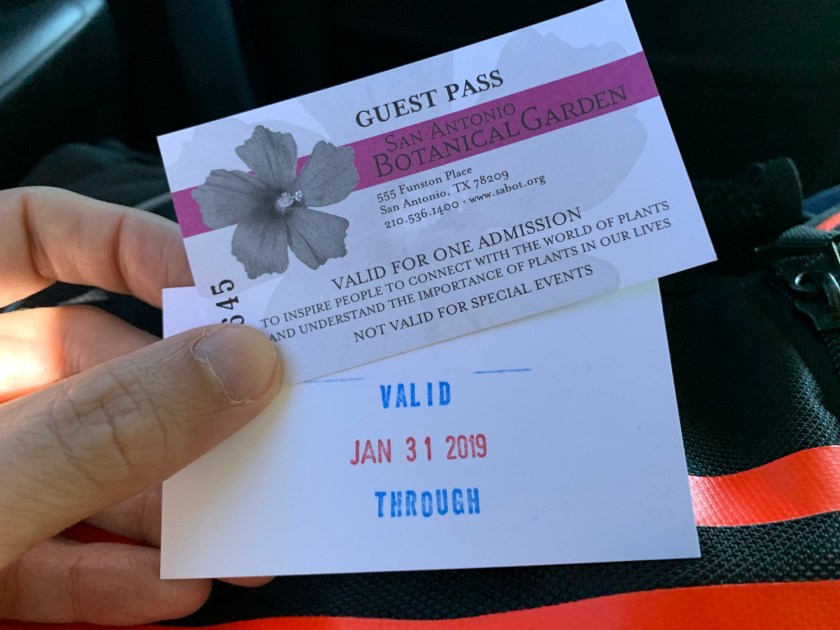 GUEST PASS
SAN ANTONIO
BOTANICAL GARDEN
555 Funston Place
San Antonio, TX 78209
210.536.1400 · www.sabot.org
VALID FOR ONE ADMISSION
TO INSPIRE PEOPLE TO CONNECT WITH THE WORLD OF PLANTS
AND UNDERSTAND THE IMPORTANCE OF PLANTS IN OUR LIVES
NOT VALID FOR SPECIAL EVENTS
VALID
JAN 31 2019
THROUGH